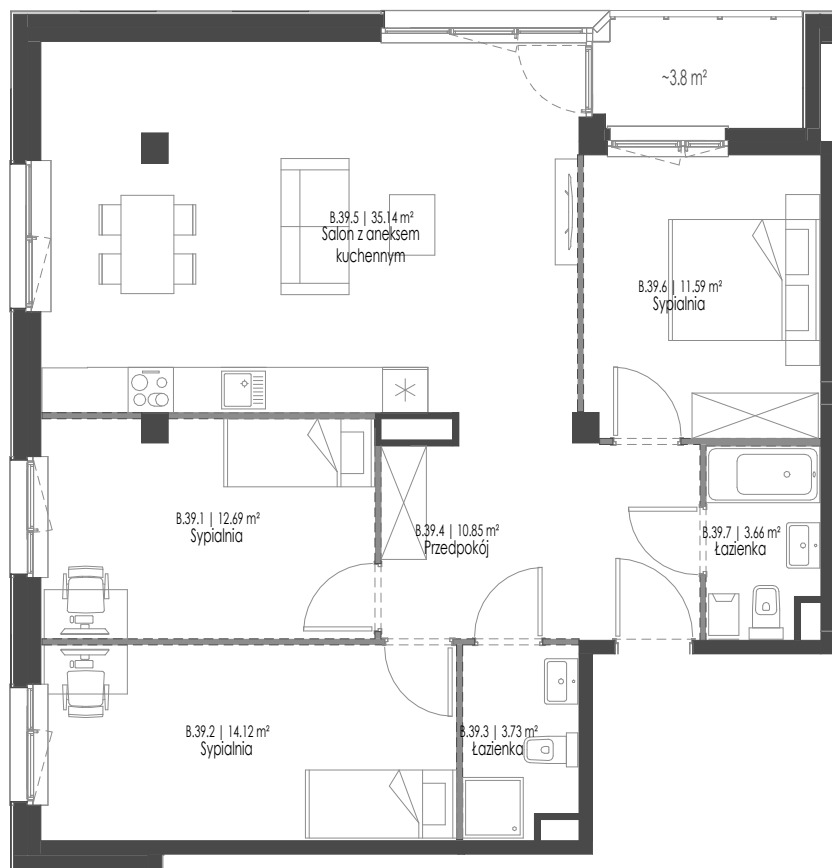 ~3.8 m²
B.39.5 | 35.14 m²
Salon z aneksem
kuchennym
B.39.6 | 11.59 m²
Sypialnia
B.39.1 | 12.69 m²
Sypialnia
B.39.4 | 10.85 m²
Przedpokój
B.39.7 | 3.66 m²
Łazienka
B.39.2 | 14.12 m²
Sypialnia
B.39.3 | 3.73 m²
Łazienka